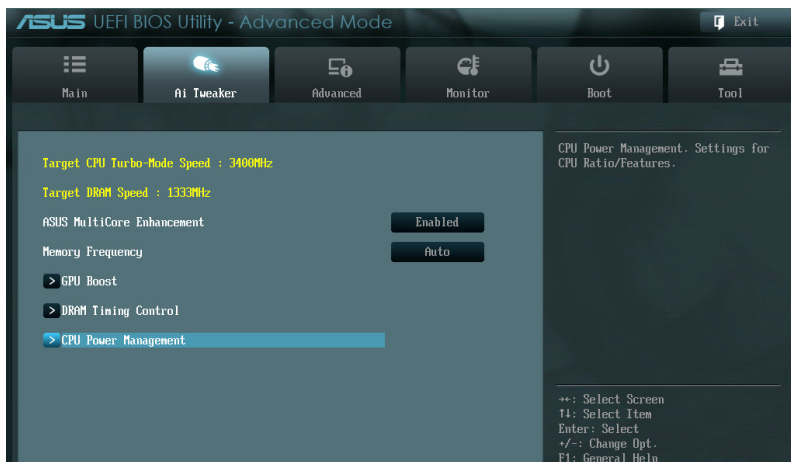 ASUS UEFI BIOS Utility - Advanced Mode
Exit
Main
Ai Tweaker
Advanced
Monitor
Boot
Tool
Target CPU Turbo-Mode Speed : 3400MHz
Target DRAM Speed : 1333MHz
ASUS MultiCore Enhancement
Enabled
Memory Frequency
Auto
> GPU Boost
> DRAM Timing Control
> CPU Power Management
CPU Power Management. Settings for
CPU Ratio/Features.
→←: Select Screen
↑↓: Select Item
Enter: Select
+/-: Change Opt.
F1: General Help